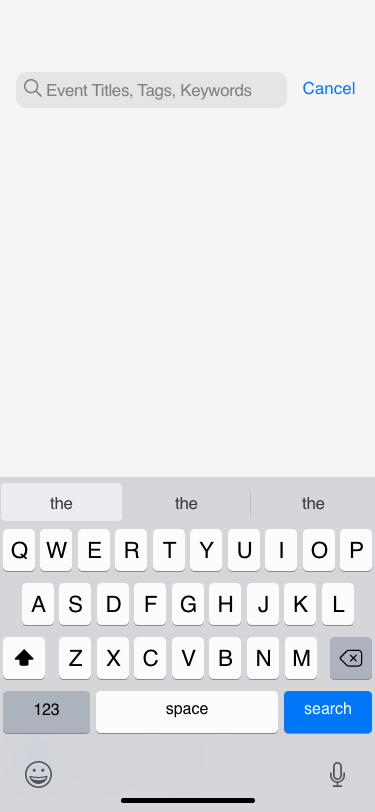 Event Titles, Tags, Keywords Cancel
the the the
Q W E R T Y U I O P
A S D F G H J K L
Z X C V B N M
123 space search